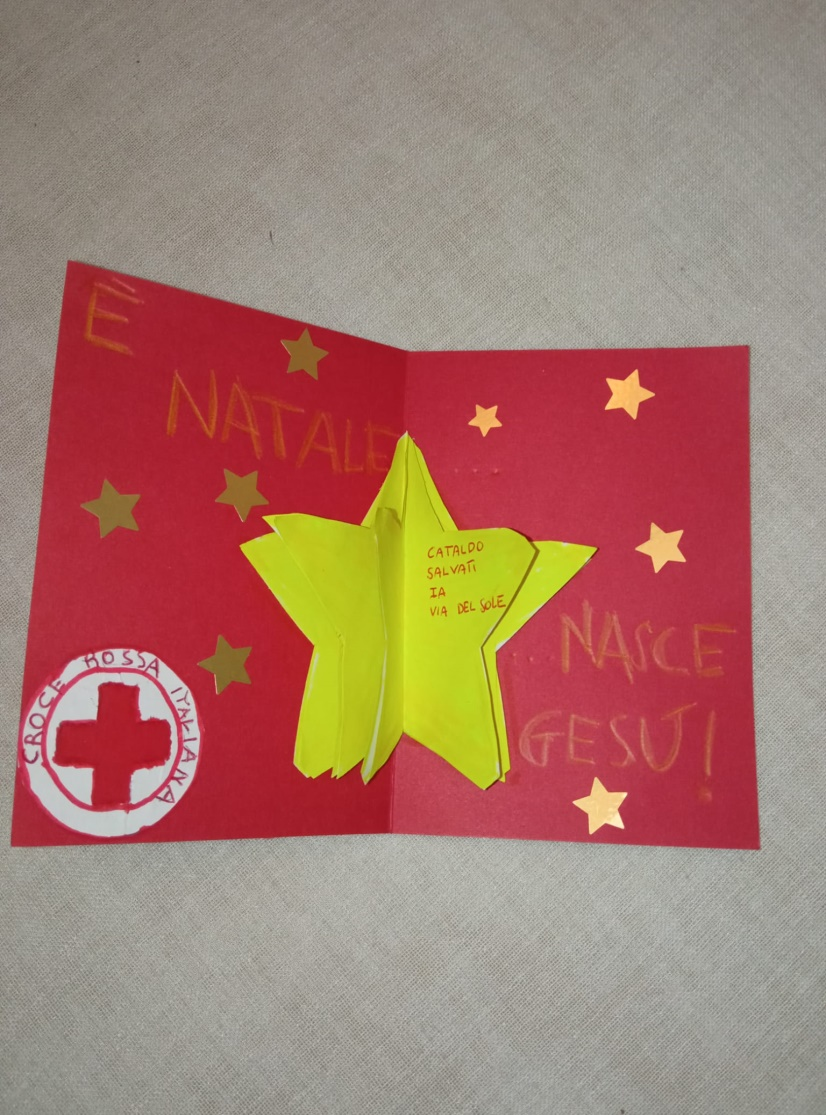 È
NATALE
CATALDO
SALVATI
IA
VIA DEL SOLE
NASCE
GESÙ!
CROCE ROSSA ITALIANA